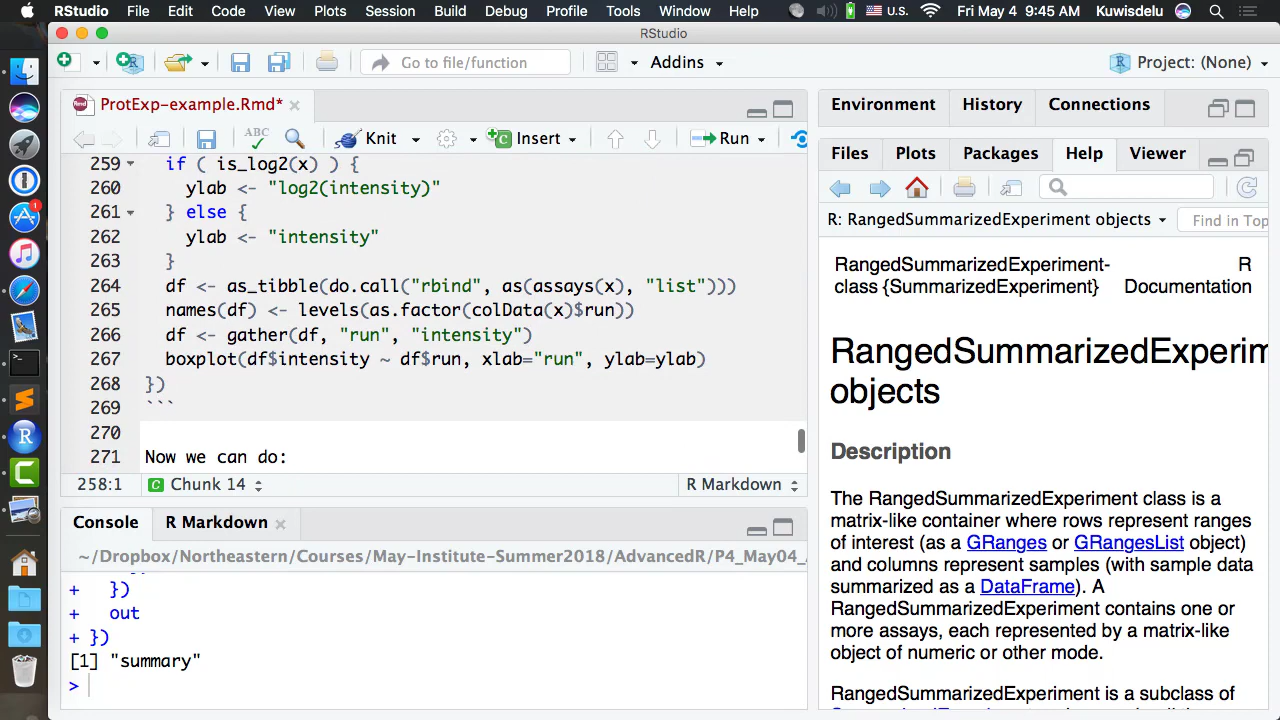 RStudio File Edit Code View Plots Session Build Debug Profile Tools Window Help U.S. Fri May 4 9:45 AM Kuwisdelu
RStudio
Go to file/function Addins Project: (None)
ProtExp-example.Rmd*
ABC Knit Insert Run
259 if ( is_log2(x) ) {
260 ylab <- "log2(intensity)"
261 } else {
262 ylab <- "intensity"
263 }
264 df <- as_tibble(do.call("rbind", as(assays(x), "list")))
265 names(df) <- levels(as.factor(colData(x)$run))
266 df <- gather(df, "run", "intensity")
267 boxplot(df$intensity ~ df$run, xlab="run", ylab=ylab)
268 })
269 ```
270
271 Now we can do:
258:1 C Chunk 14 R Markdown
Console R Markdown
~/Dropbox/Northeastern/Courses/May-Institute-Summer2018/AdvancedR/P4_May04_
+ })
+ out
+ })
[1] "summary"
>
Environment History Connections
Files Plots Packages Help Viewer
R: RangedSummarizedExperiment objects Find in Top
RangedSummarizedExperiment- R
class {SummarizedExperiment} Documentation
RangedSummarizedExperim
objects
Description
The RangedSummarizedExperiment class is a
matrix-like container where rows represent ranges
of interest (as a GRanges or GRangesList object)
and columns represent samples (with sample data
summarized as a DataFrame). A
RangedSummarizedExperiment contains one or
more assays, each represented by a matrix-like
object of numeric or other mode.
RangedSummarizedExperiment is a subclass of